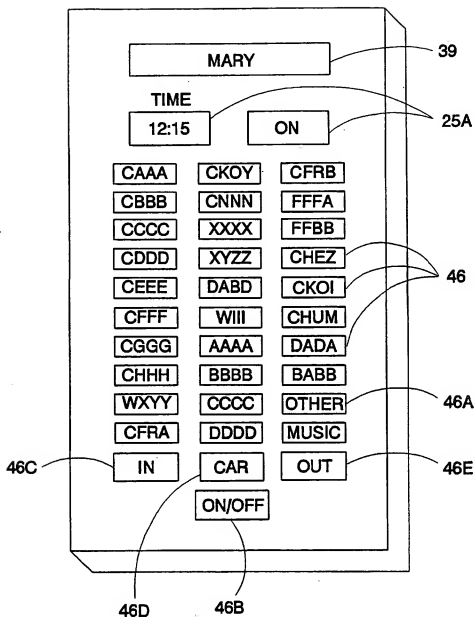 MARY 39
TIME
12:15 ON 25A
CAAA CKOY CFRB
CBBB CNNN FFFA
CCCC XXXX FFBB
CDDD XYZZ CHEZ
CEEE DABD CKOI 46
CFFF WIII CHUM
CGGG AAAA DADA
CHHH BBBB BABB
WXYY CCCC OTHER 46A
CFRA DDDD MUSIC
46C IN CAR OUT 46E
ON/OFF
46D 46B